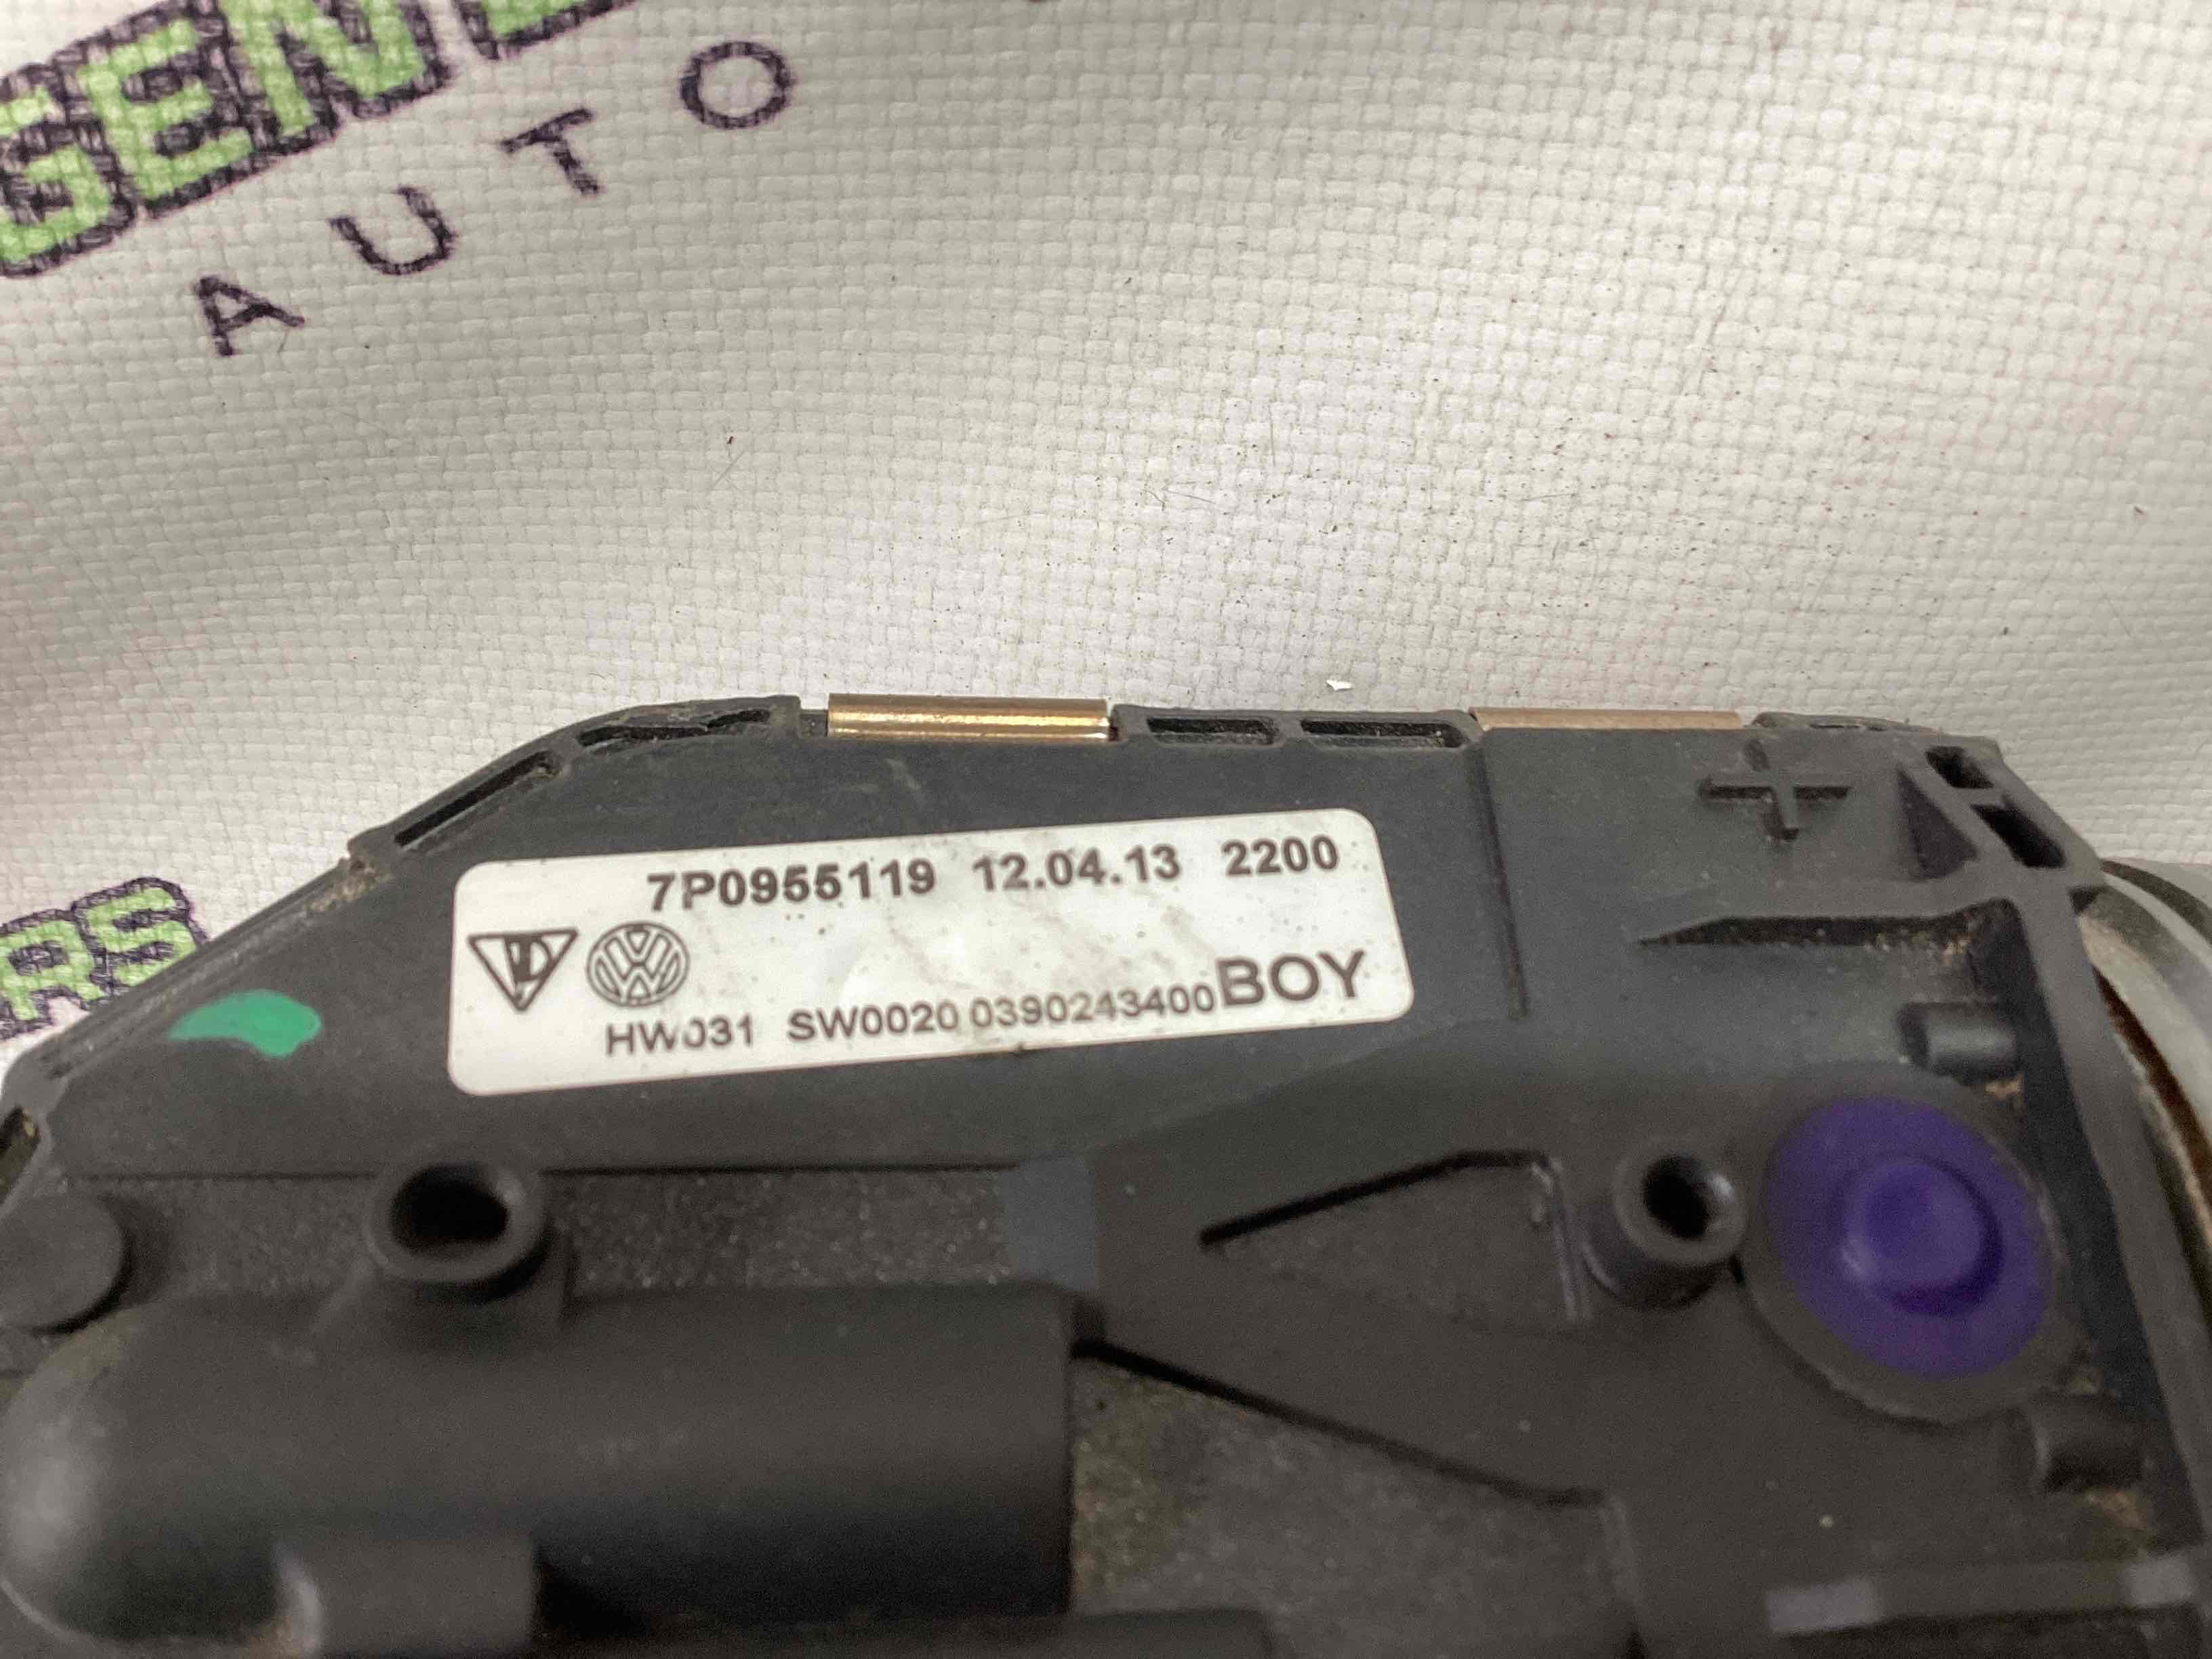 GEN
AUTO
RS
7P0955119 12.04.13 2200
HW031 SW0020 0390243400 BOY